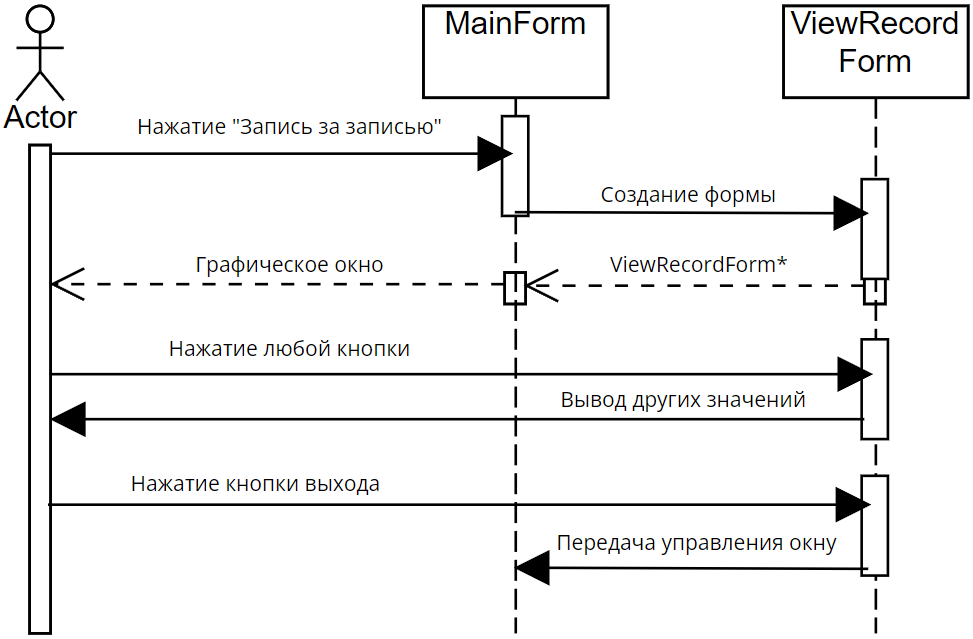 MainForm
ViewRecord
Form
Actor
Нажатие "Запись за записью"
Создание формы
Графическое окно
ViewRecordForm*
Нажатие любой кнопки
Вывод других значений
Нажатие кнопки выхода
Передача управления окну